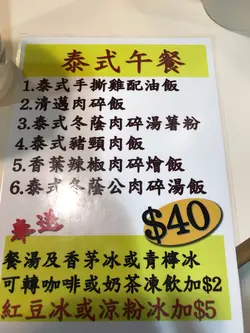 泰式午餐
1.泰式手撕雞配油飯
2.清邁肉碎飯
3.泰式冬蔭肉碎湯薯粉
4.泰式豬頸肉飯
5.香葉辣椒肉碎燴飯
6.泰式冬蔭公肉碎湯飯
$40
餐湯及香茅冰或青檸冰
可轉咖啡或奶茶凍飲加$2
紅豆冰或涼粉冰加$5